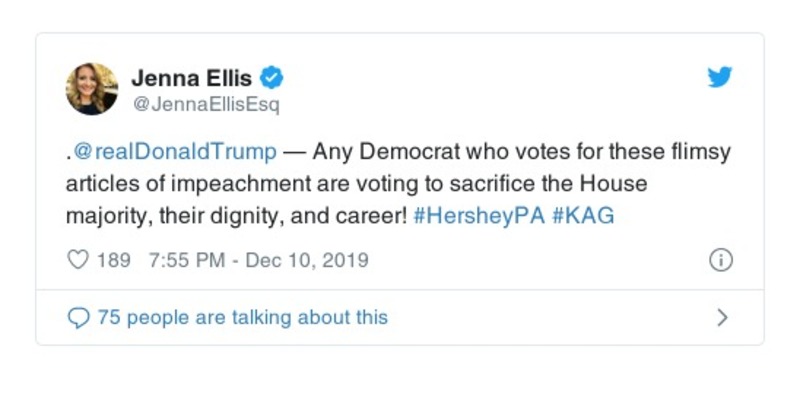 Jenna Ellis
@JennaEllisEsq
.@realDonaldTrump — Any Democrat who votes for these flimsy
articles of impeachment are voting to sacrifice the House
majority, their dignity, and career! #HersheyPA #KAG
189 7:55 PM - Dec 10, 2019
75 people are talking about this